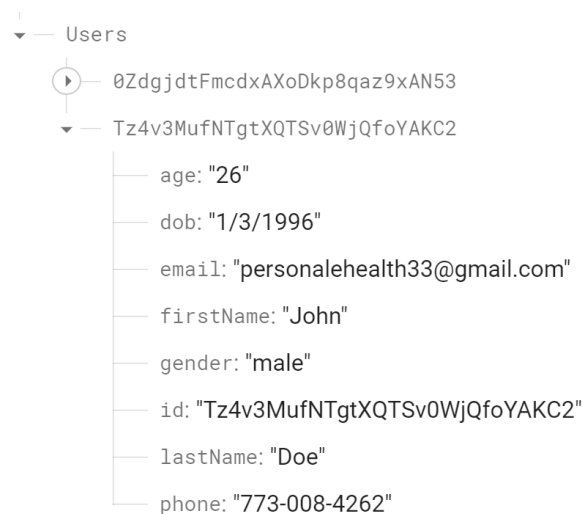 Users
0ZdgjdtFmcdxAXoDkp8qaz9xAN53
Tz4v3MufNTgtXQTSv0WjQfoYAKC2
age: "26"
dob: "1/3/1996"
email: "personalehealth33@gmail.com"
firstName: "John"
gender: "male"
id: "Tz4v3MufNTgtXQTSv0WjQfoYAKC2"
lastName: "Doe"
phone: "773-008-4262"